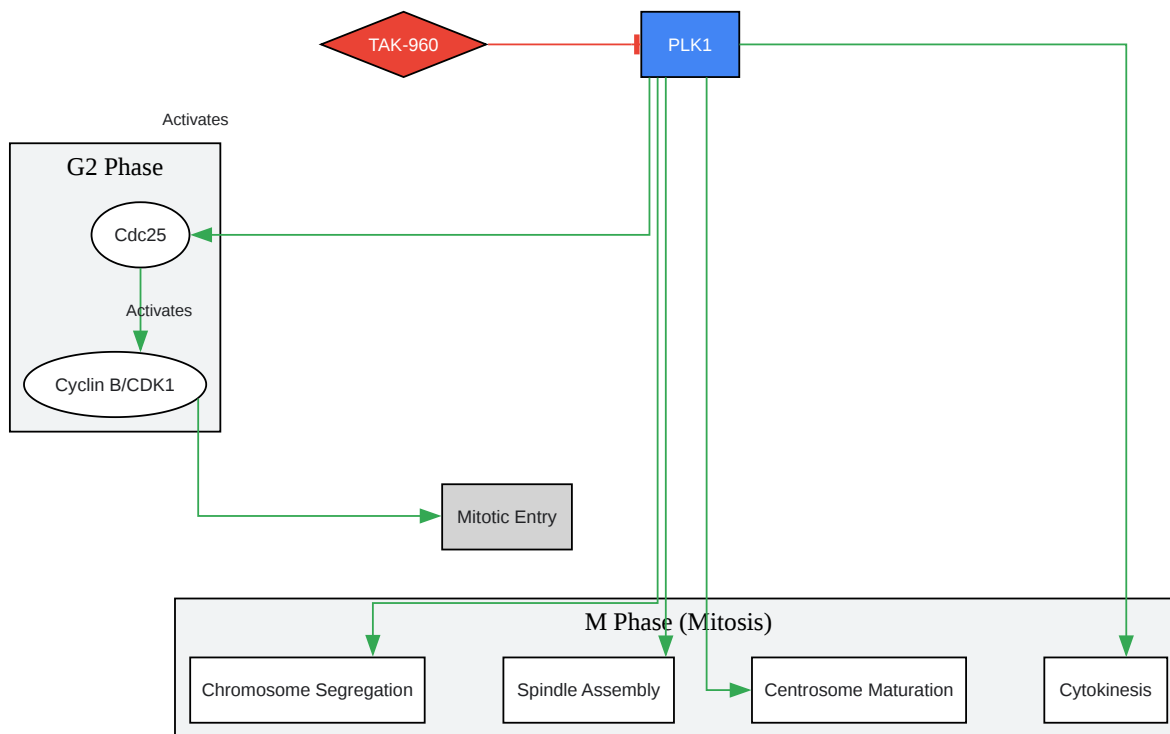 TAK-960
PLK1
Activates
G2 Phase
Cdc25
Activates
Cyclin B/CDK1
Mitotic Entry
M Phase (Mitosis)
Chromosome Segregation
Spindle Assembly
Centrosome Maturation
Cytokinesis